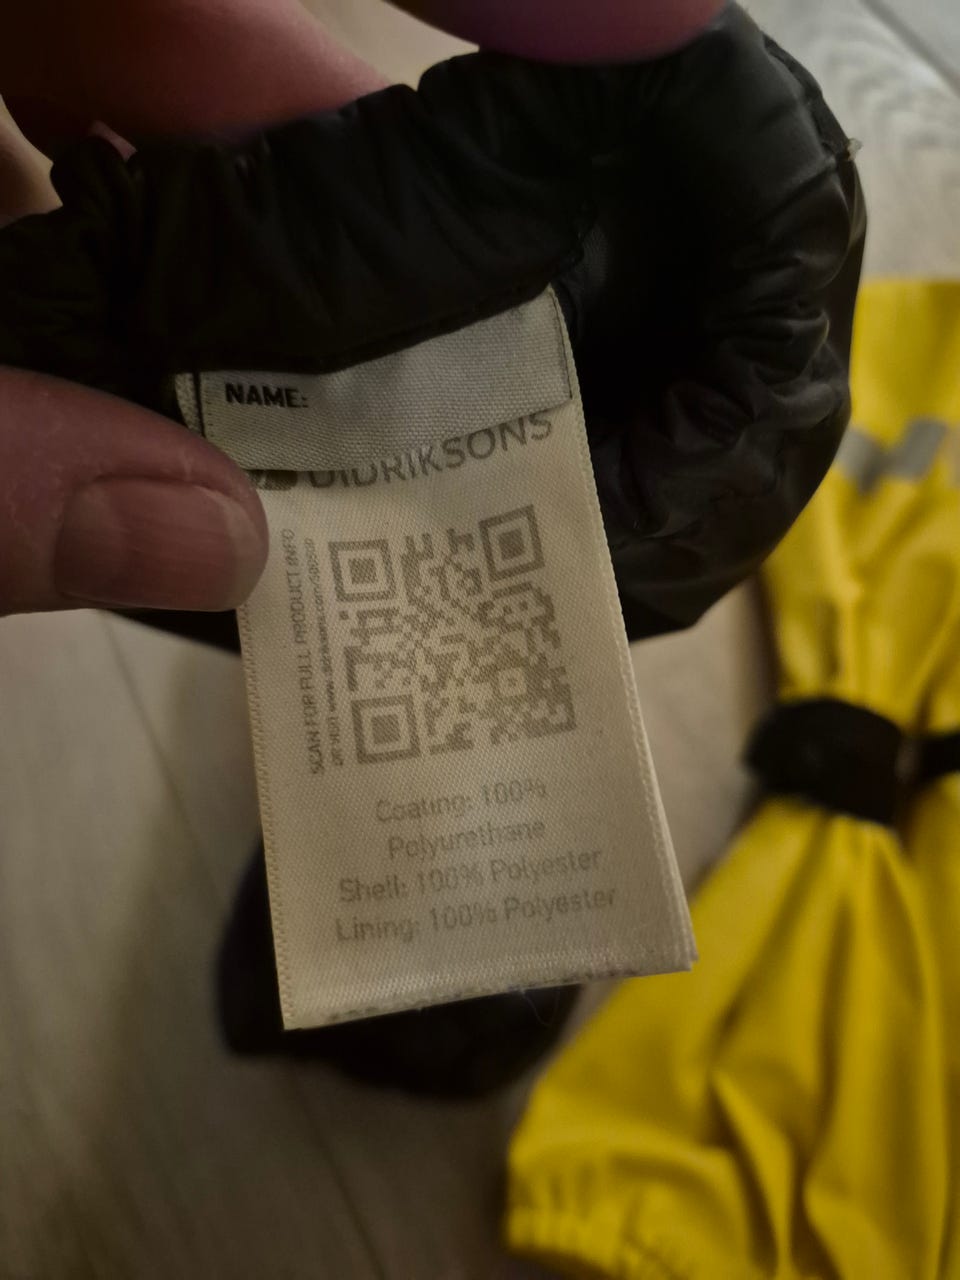 NAME:
DIDRIKSONS
SCAN FOR FULL PRODUCT INFO
Coating: 100%
Polyurethane
Shell: 100% Polyester
Lining: 100% Polyester